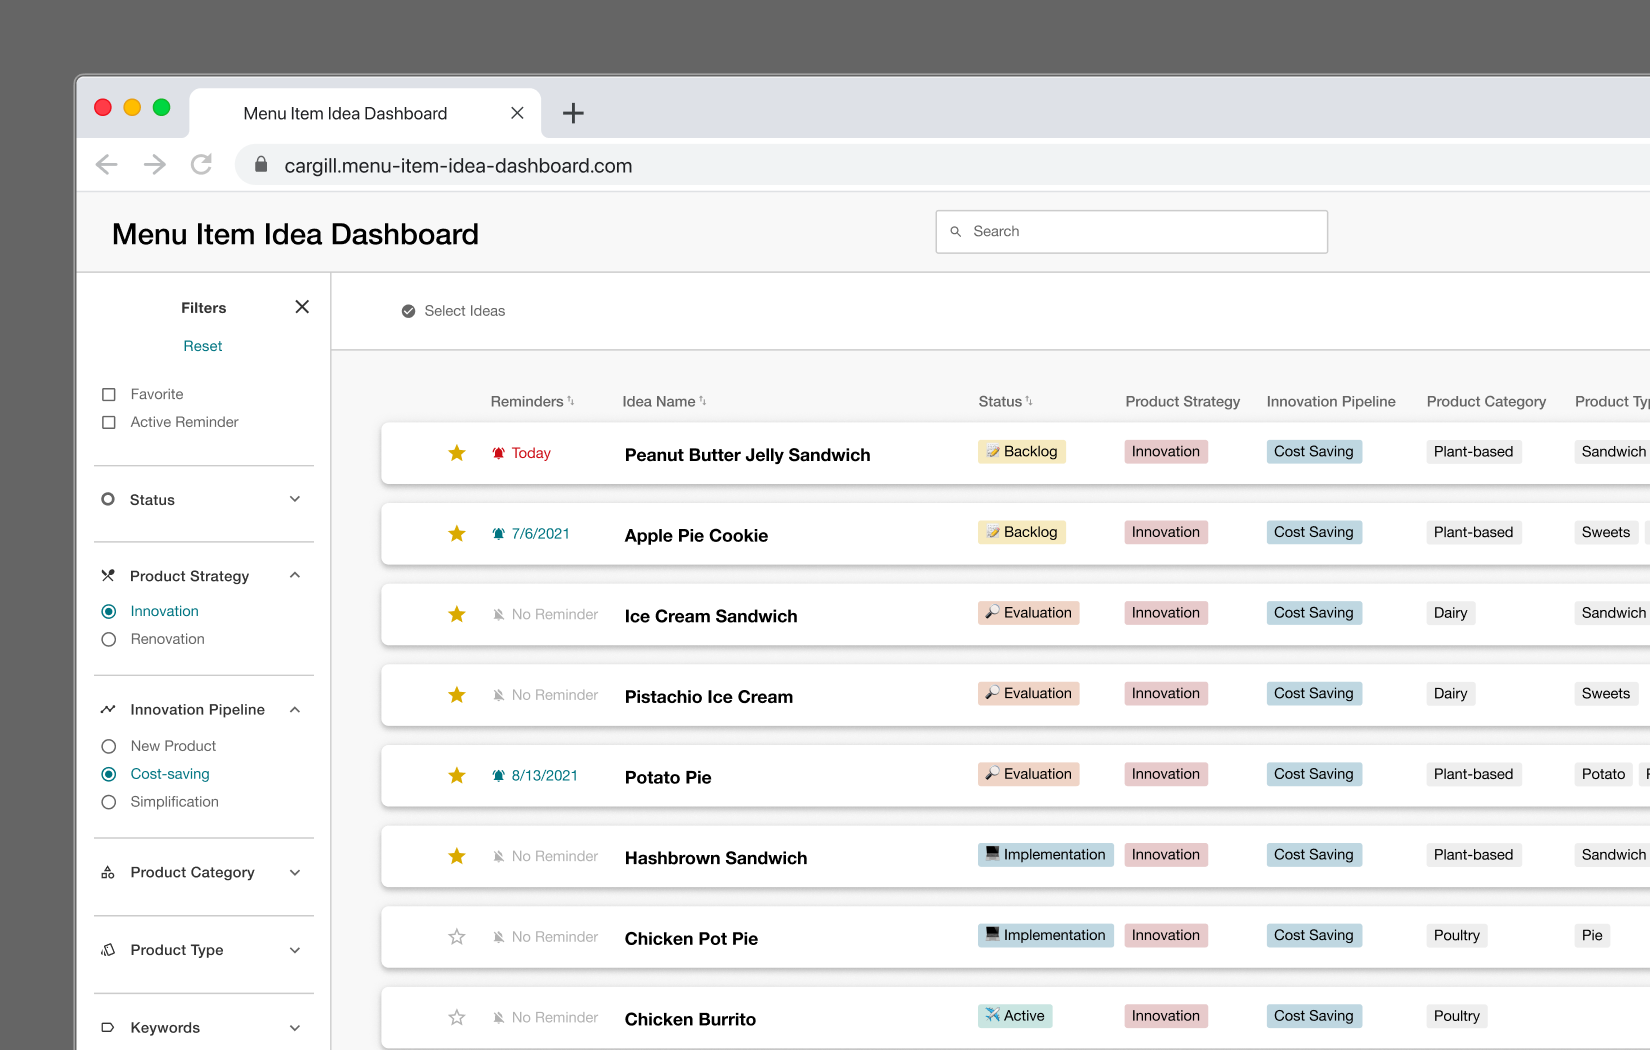 Menu Item Idea Dashboard
cargill.menu-item-idea-dashboard.com
Menu Item Idea Dashboard
Search
Filters
Reset
Favorite
Active Reminder
Status
Product Strategy
Innovation
Renovation
Innovation Pipeline
New Product
Cost-saving
Simplification
Product Category
Product Type
Keywords
Select Ideas
Reminders Idea Name Status Product Strategy Innovation Pipeline Product Category Product Typ
Today Peanut Butter Jelly Sandwich Backlog Innovation Cost Saving Plant-based Sandwich
7/6/2021 Apple Pie Cookie Backlog Innovation Cost Saving Plant-based Sweets
No Reminder Ice Cream Sandwich Evaluation Innovation Cost Saving Dairy Sandwich
No Reminder Pistachio Ice Cream Evaluation Innovation Cost Saving Dairy Sweets
8/13/2021 Potato Pie Evaluation Innovation Cost Saving Plant-based Potato
No Reminder Hashbrown Sandwich Implementation Innovation Cost Saving Plant-based Sandwich
No Reminder Chicken Pot Pie Implementation Innovation Cost Saving Poultry Pie
No Reminder Chicken Burrito Active Innovation Cost Saving Poultry